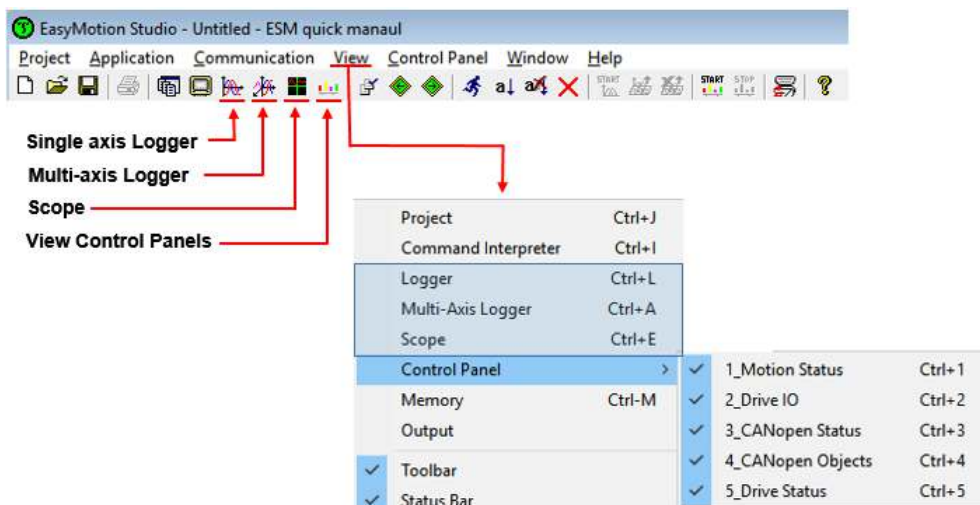 EasyMotion Studio - Untitled - ESM quick manaul
Project Application Communication View Control Panel Window Help
START START STOP
Single axis Logger
Multi-axis Logger
Scope
View Control Panels
Project Ctrl+J
Command Interpreter Ctrl+I
Logger Ctrl+L
Multi-Axis Logger Ctrl+A
Scope Ctrl+E
Control Panel >
Memory Ctrl-M
Output
Toolbar
Status Bar
1_Motion Status Ctrl+1
2_Drive IO Ctrl+2
3_CANopen Status Ctrl+3
4_CANopen Objects Ctrl+4
5_Drive Status Ctrl+5